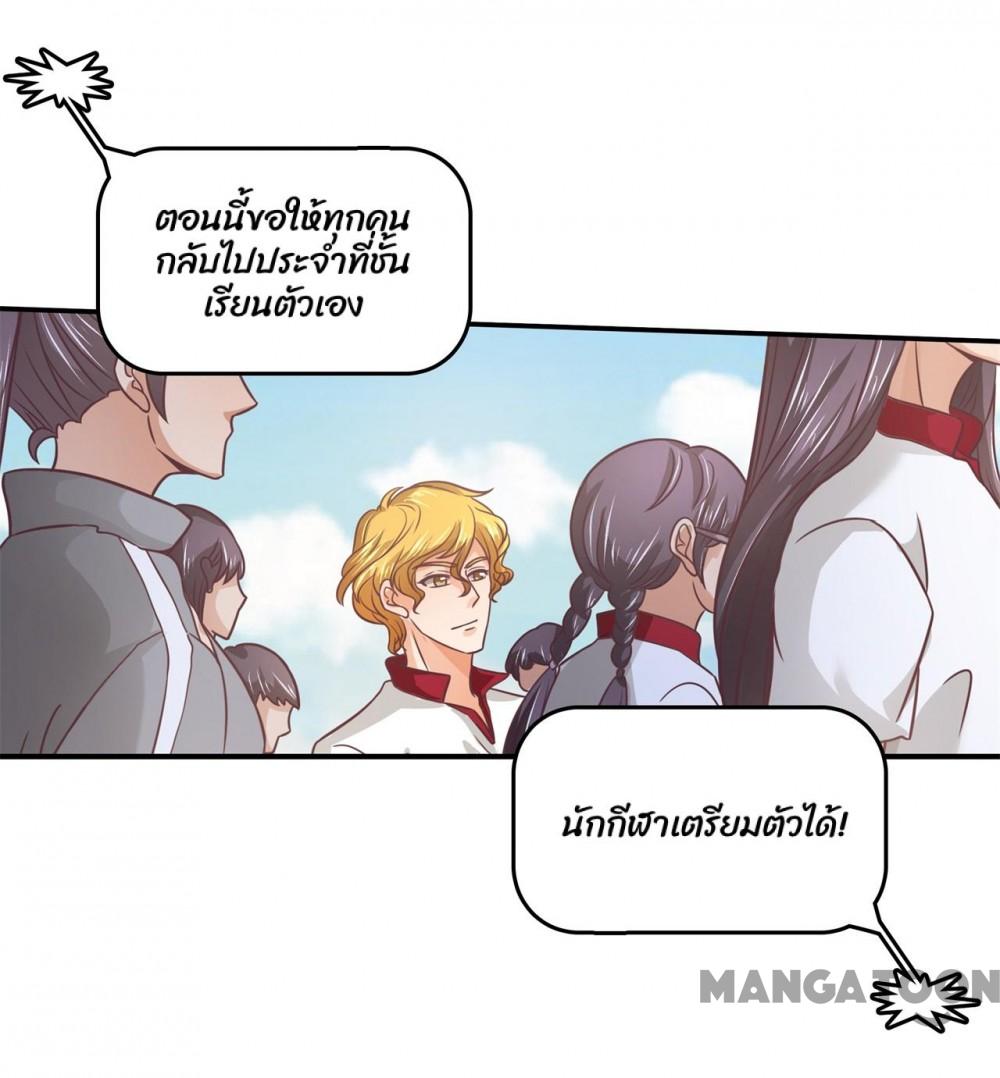 ตอนนี้ขอให้ทุกคน
กลับไปประจำที่ชั้น
เรียนตัวเอง
นักกีฬาเตรียมตัวได้!
MANGATOON